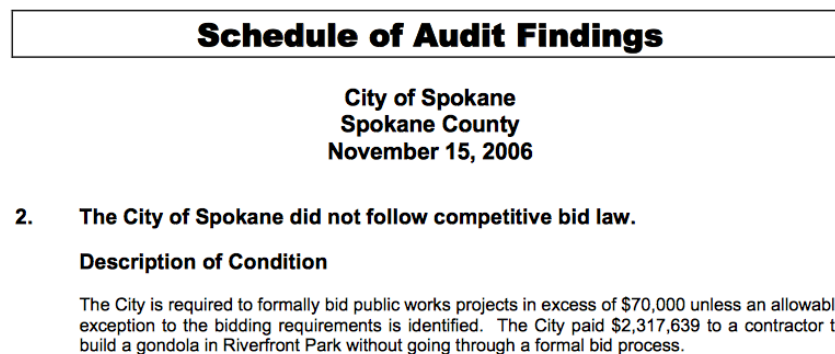 Schedule of Audit Findings
City of Spokane
Spokane County
November 15, 2006
2. The City of Spokane did not follow competitive bid law.
Description of Condition
The City is required to formally bid public works projects in excess of $70,000 unless an allowabl
exception to the bidding requirements is identified. The City paid $2,317,639 to a contractor t
build a gondola in Riverfront Park without going through a formal bid process.